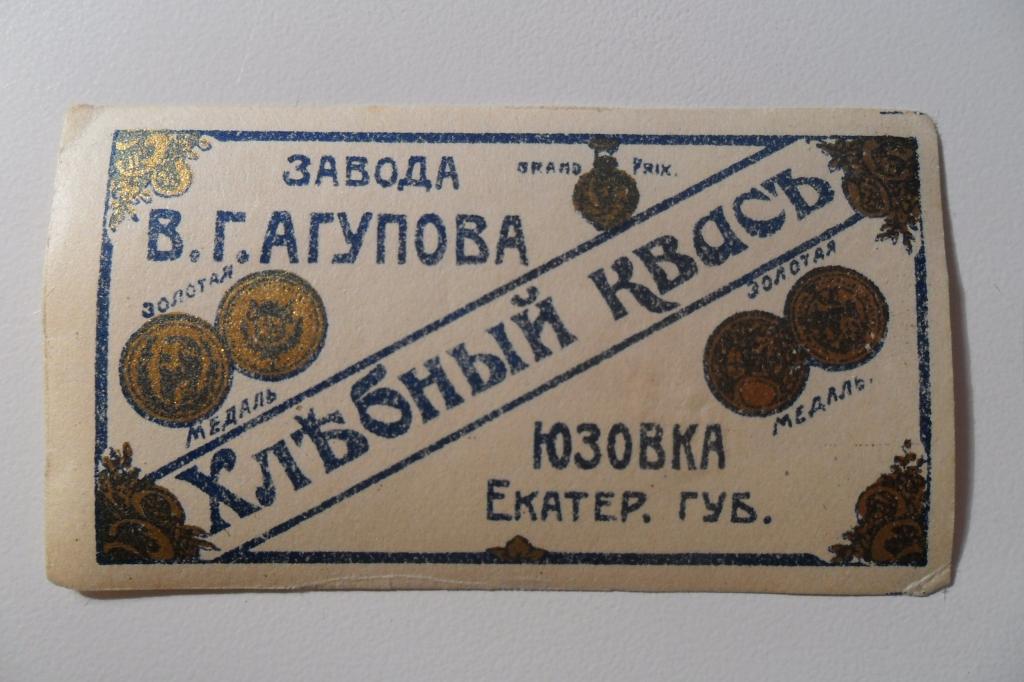 ЗАВОДА
GRAND PRIX.
В. Г. АГУПОВА
ЗОЛОТАЯ
МЕДАЛЬ
Хлѣбный квасъ
ЗОЛОТАЯ
МЕДАЛЬ.
ЮЗОВКА
ЕКАТЕР. ГУБ.